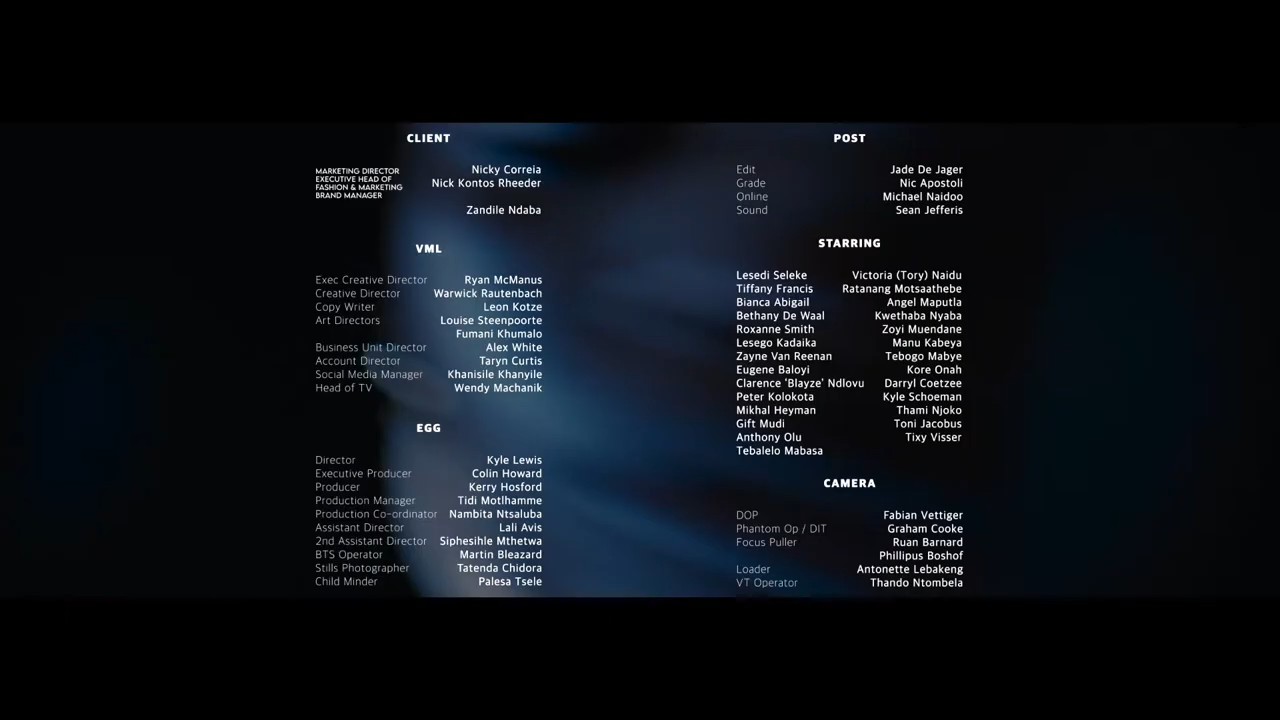 CLIENT
MARKETING DIRECTOR Nicky Correia
EXECUTIVE HEAD OF
FASHION & MARKETING Nick Kontos Rheeder
BRAND MANAGER
Zandile Ndaba
VML
Exec Creative Director Ryan McManus
Creative Director Warwick Rautenbach
Copy Writer Leon Kotze
Art Directors Louise Steenpoorte
Fumani Khumalo
Business Unit Director Alex White
Account Director Taryn Curtis
Social Media Manager Khanisile Khanyile
Head of TV Wendy Machanik
EGG
Director Kyle Lewis
Executive Producer Colin Howard
Producer Kerry Hosford
Production Manager Tidi Motlhamme
Production Co-ordinator Nambita Ntsaluba
Assistant Director Lali Avis
2nd Assistant Director Siphesihle Mthetwa
BTS Operator Martin Bleazard
Stills Photographer Tatenda Chidora
Child Minder Palesa Tsele
POST
Edit Jade De Jager
Grade Nic Apostoli
Online Michael Naidoo
Sound Sean Jefferis
STARRING
Lesedi Seleke Victoria (Tory) Naidu
Tiffany Francis Ratanang Motsaathebe
Bianca Abigail Angel Maputla
Bethany De Waal Kwethaba Nyaba
Roxanne Smith Zoyi Muendane
Lesego Kadaika Manu Kabeya
Zayne Van Reenan Tebogo Mabye
Eugene Baloyi Kore Onah
Clarence 'Blayze' Ndlovu Darryl Coetzee
Peter Kolokota Kyle Schoeman
Mikhal Heyman Thami Njoko
Gift Mudi Toni Jacobus
Anthony Olu Tixy Visser
Tebalelo Mabasa
CAMERA
DOP Fabian Vettiger
Phantom Op / DIT Graham Cooke
Focus Puller Ruan Barnard
Phillipus Boshof
Loader Antonette Lebakeng
VT Operator Thando Ntombela